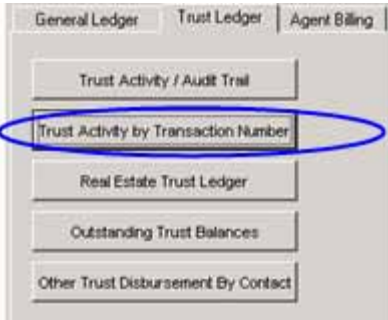 General Ledger Trust Ledger Agent Billing
Trust Activity / Audit Trail
Trust Activity by Transaction Number
Real Estate Trust Ledger
Outstanding Trust Balances
Other Trust Disbursement By Contact